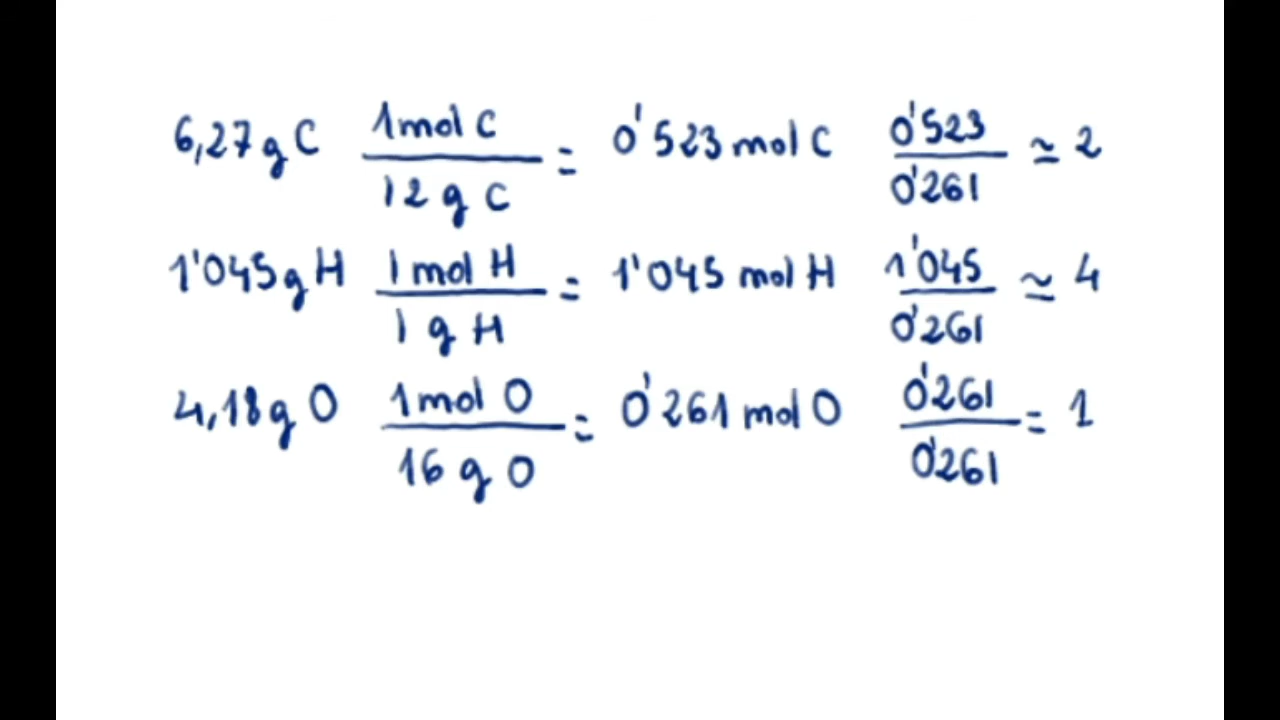 6,27 g C 1 mol C / 12 g C = 0'523 mol C 0'523 / 0'261 ≃ 2
1'045 g H 1 mol H / 1 g H = 1'045 mol H 1'045 / 0'261 ≃ 4
4,18 g O 1 mol O / 16 g O = 0'261 mol O 0'261 / 0'261 = 1